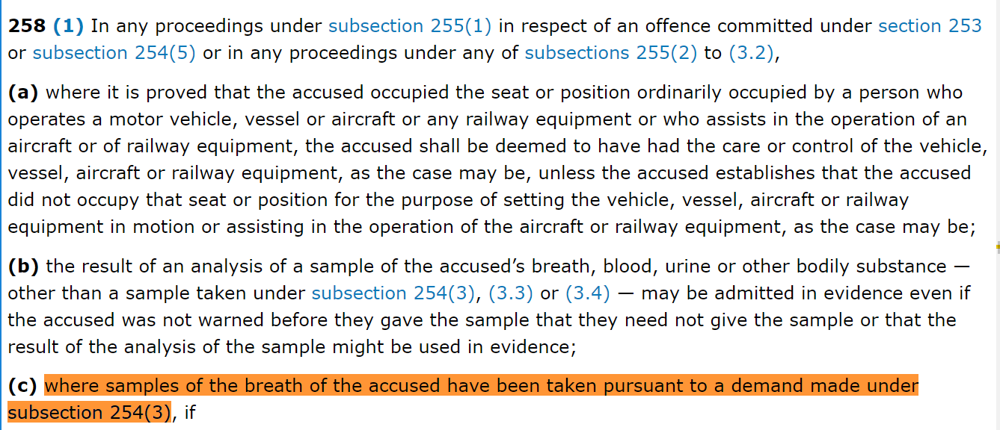 258 (1) In any proceedings under subsection 255(1) in respect of an offence committed under section 253
or subsection 254(5) or in any proceedings under any of subsections 255(2) to (3.2),
(a) where it is proved that the accused occupied the seat or position ordinarily occupied by a person who
operates a motor vehicle, vessel or aircraft or any railway equipment or who assists in the operation of an
aircraft or of railway equipment, the accused shall be deemed to have had the care or control of the vehicle,
vessel, aircraft or railway equipment, as the case may be, unless the accused establishes that the accused
did not occupy that seat or position for the purpose of setting the vehicle, vessel, aircraft or railway
equipment in motion or assisting in the operation of the aircraft or railway equipment, as the case may be;
(b) the result of an analysis of a sample of the accused’s breath, blood, urine or other bodily substance —
other than a sample taken under subsection 254(3), (3.3) or (3.4) — may be admitted in evidence even if
the accused was not warned before they gave the sample that they need not give the sample or that the
result of the analysis of the sample might be used in evidence;
(c) where samples of the breath of the accused have been taken pursuant to a demand made under
subsection 254(3), if